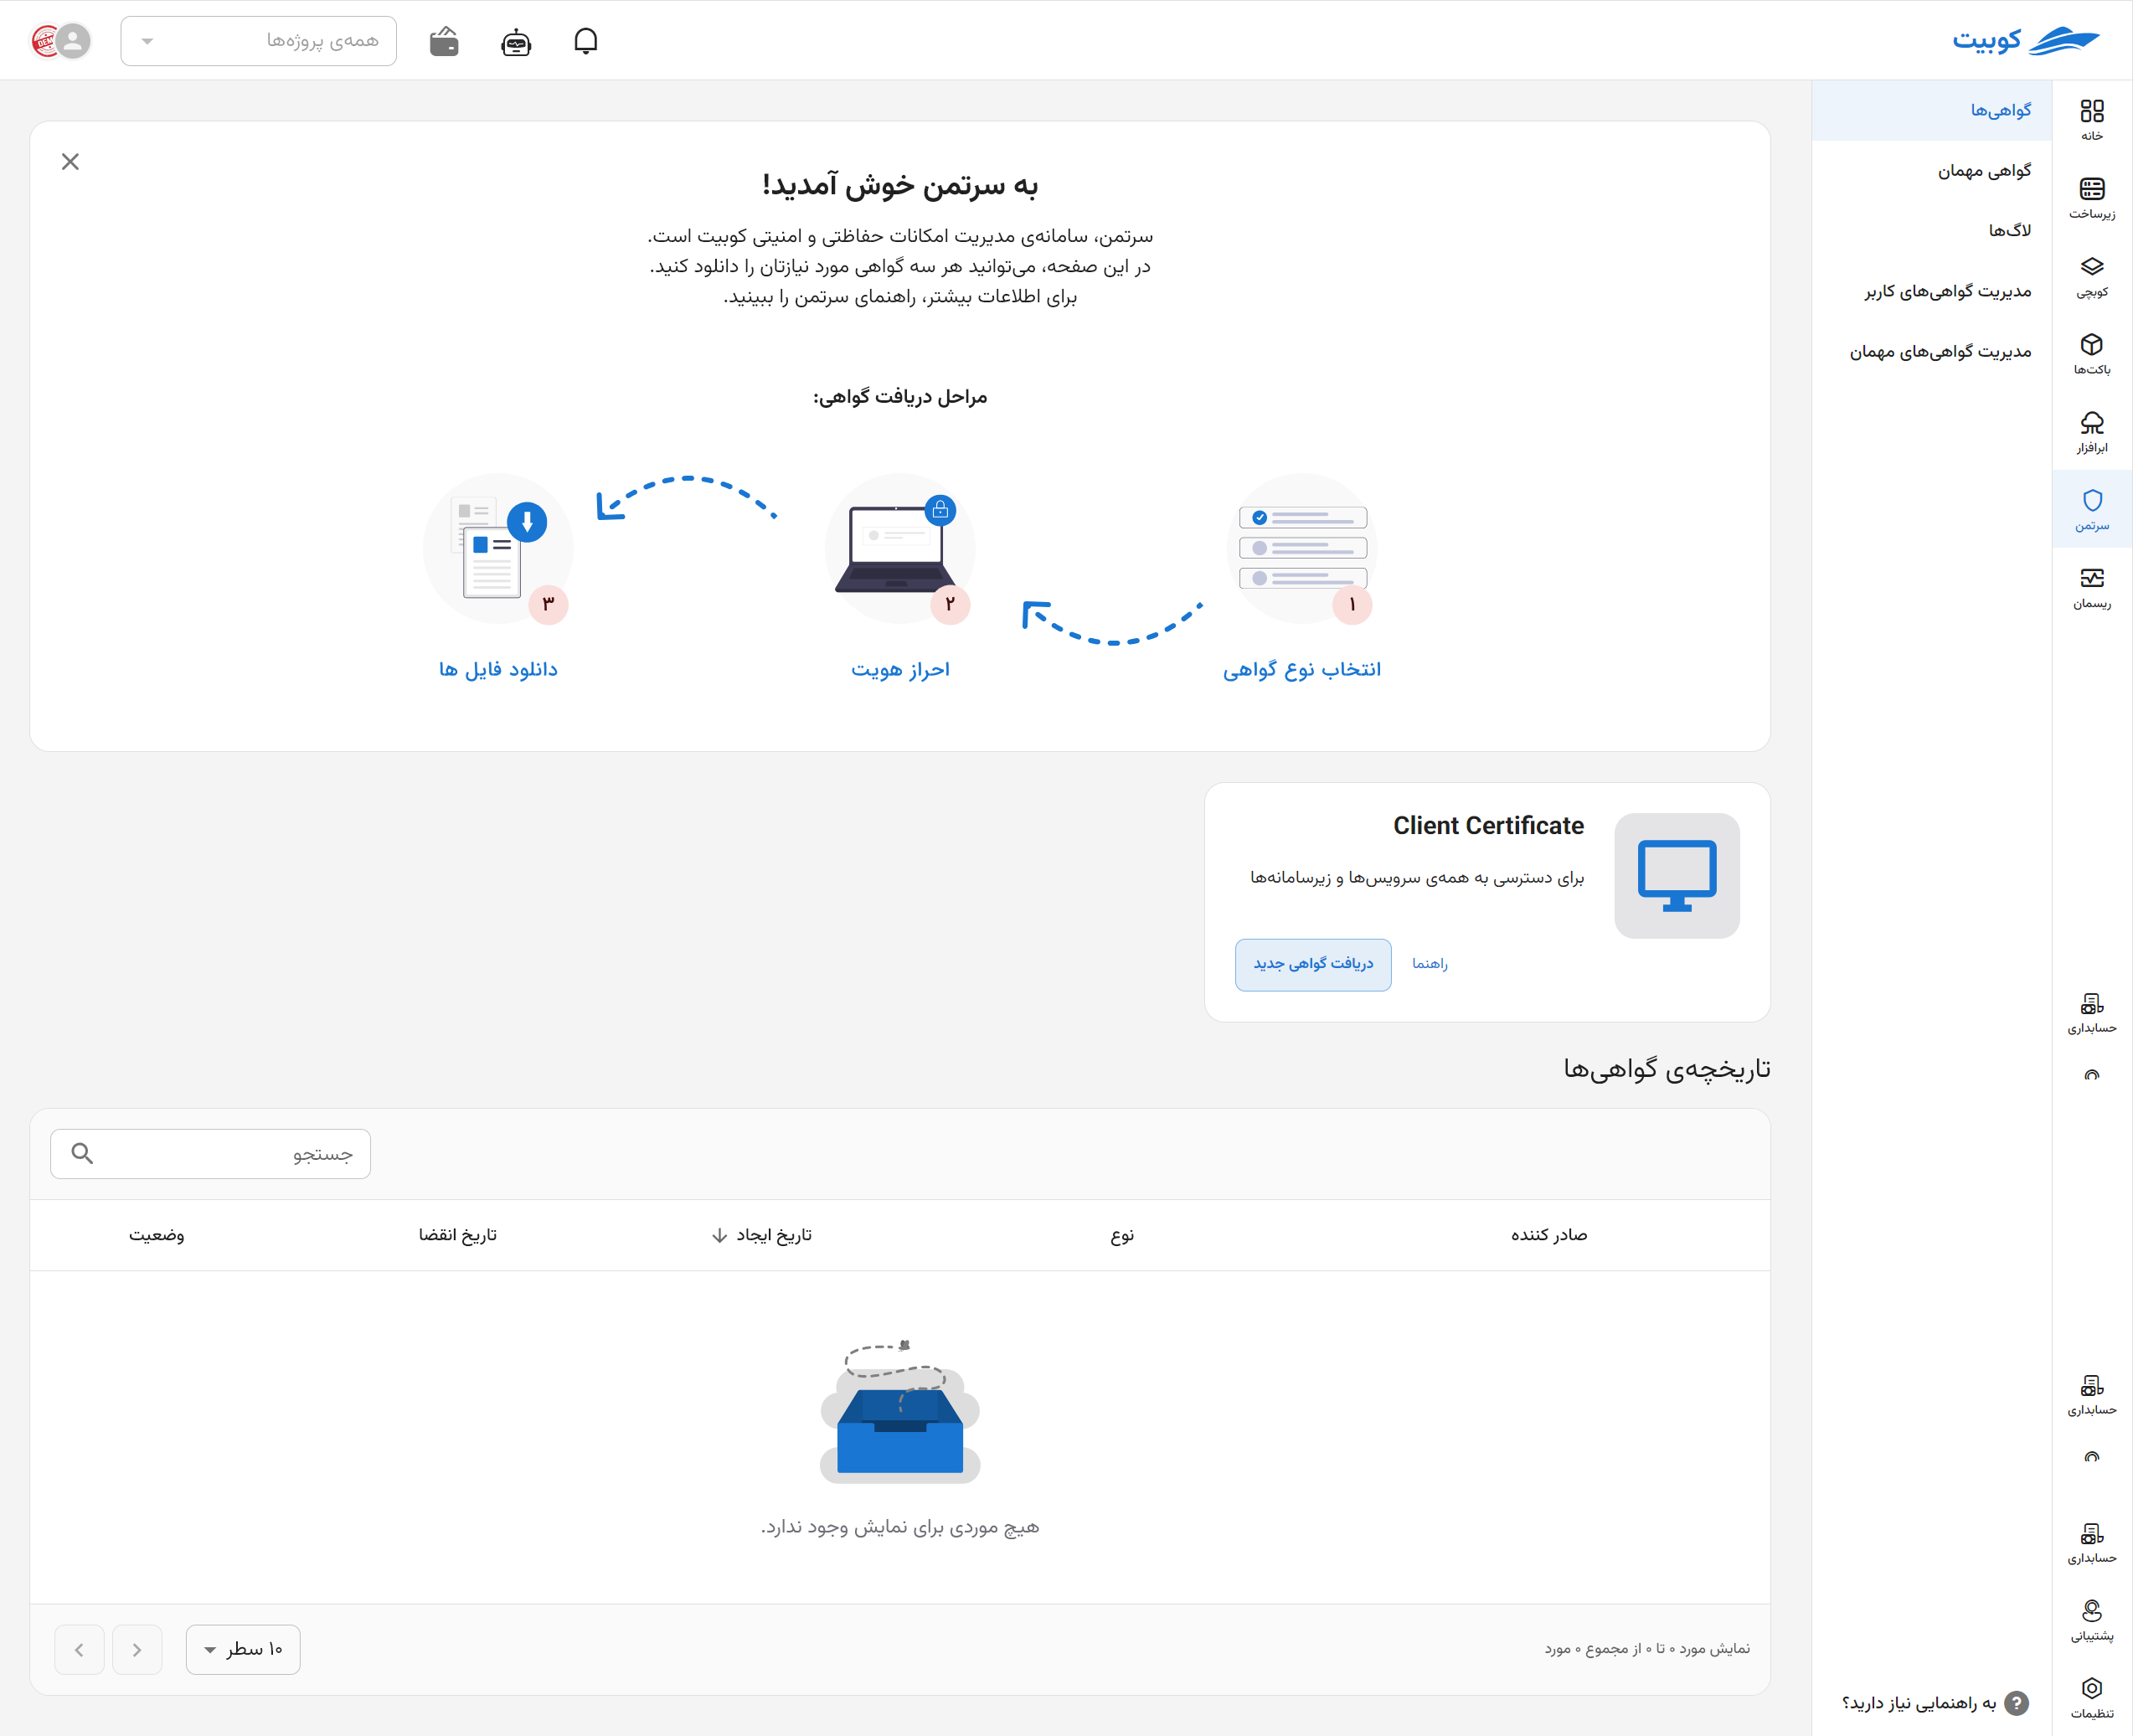 کوبیت
همه‌ی پروژه‌ها
خانه
زیرساخت
کوبچی
باکت‌ها
ابرافزار
سرتمن
ریسمان
حسابداری
حسابداری
حسابداری
پشتیبانی
تنظیمات
گواهی‌ها
گواهی مهمان
لاگ‌ها
مدیریت گواهی‌های کاربر
مدیریت گواهی‌های مهمان
به راهنمایی نیاز دارید؟
به سرتمن خوش آمدید!
سرتمن، سامانه‌ی مدیریت امکانات حفاظتی و امنیتی کوبیت است.
در این صفحه، می‌توانید هر سه گواهی مورد نیازتان را دانلود کنید.
برای اطلاعات بیشتر، راهنمای سرتمن را ببینید.
مراحل دریافت گواهی:
۱
انتخاب نوع گواهی
۲
احراز هویت
۳
دانلود فایل ها
Client Certificate
برای دسترسی به همه‌ی سرویس‌ها و زیرسامانه‌ها
راهنما
دریافت گواهی جدید
تاریخچه‌ی گواهی‌ها
جستجو
صادر کننده نوع تاریخ ایجاد تاریخ انقضا وضعیت
هیچ موردی برای نمایش وجود ندارد.
نمایش مورد ۰ تا ۰ از مجموع ۰ مورد
۱۰ سطر